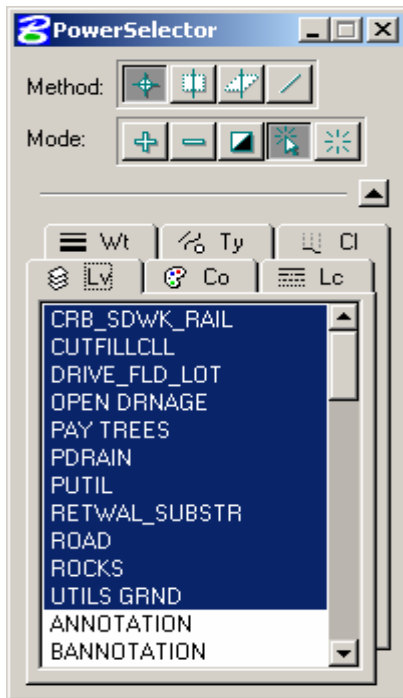 PowerSelector
Method:
Mode:
Wt Ty Cl
Lv Co Lc
CRB_SDWK_RAIL
CUTFILLCLL
DRIVE_FLD_LOT
OPEN DRNAGE
PAY TREES
PDRAIN
PUTIL
RETWAL_SUBSTR
ROAD
ROCKS
UTILS GRND
ANNOTATION
BANNOTATION